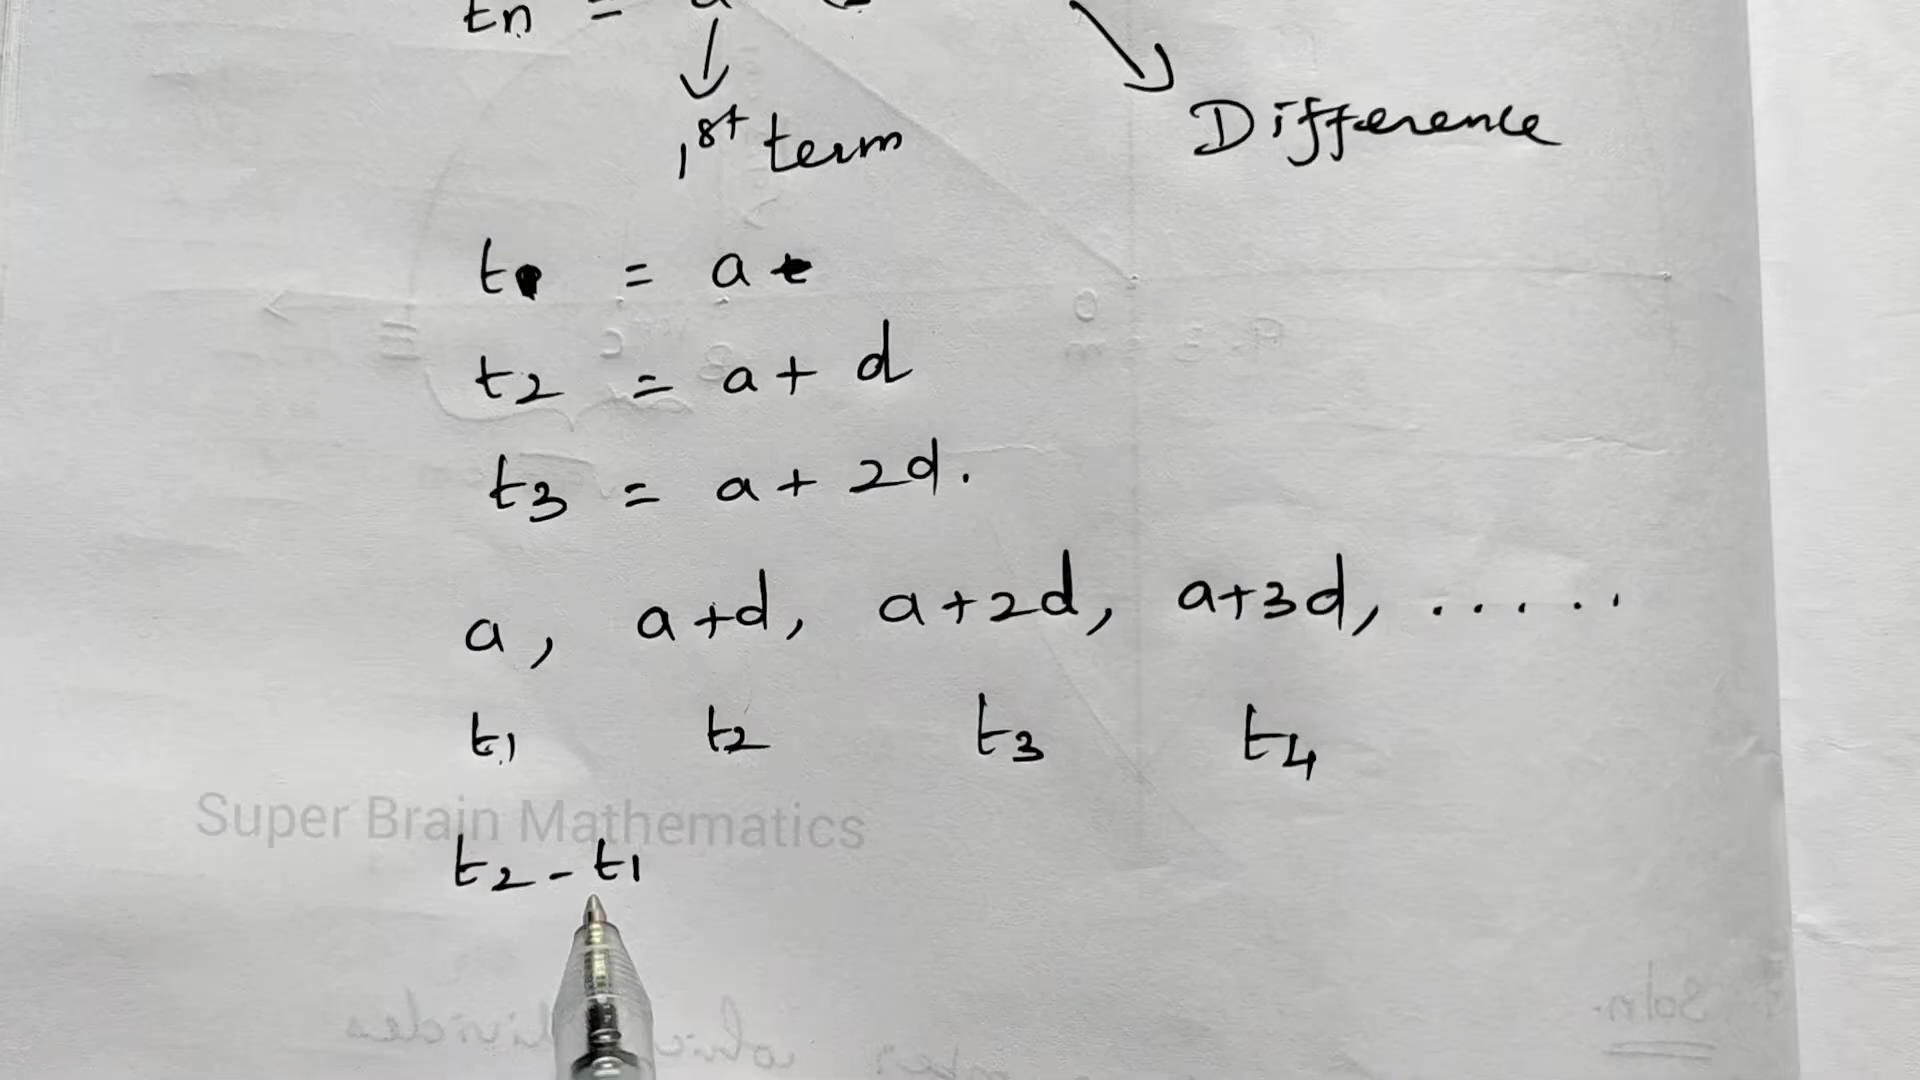 tn = a
1st term
Difference
t1 = a
t2 = a + d
t3 = a + 2d.
a, a+d, a+2d, a+3d, .....
t1 t2 t3 t4
Super Brain Mathematics
t2 - t1
Soln.